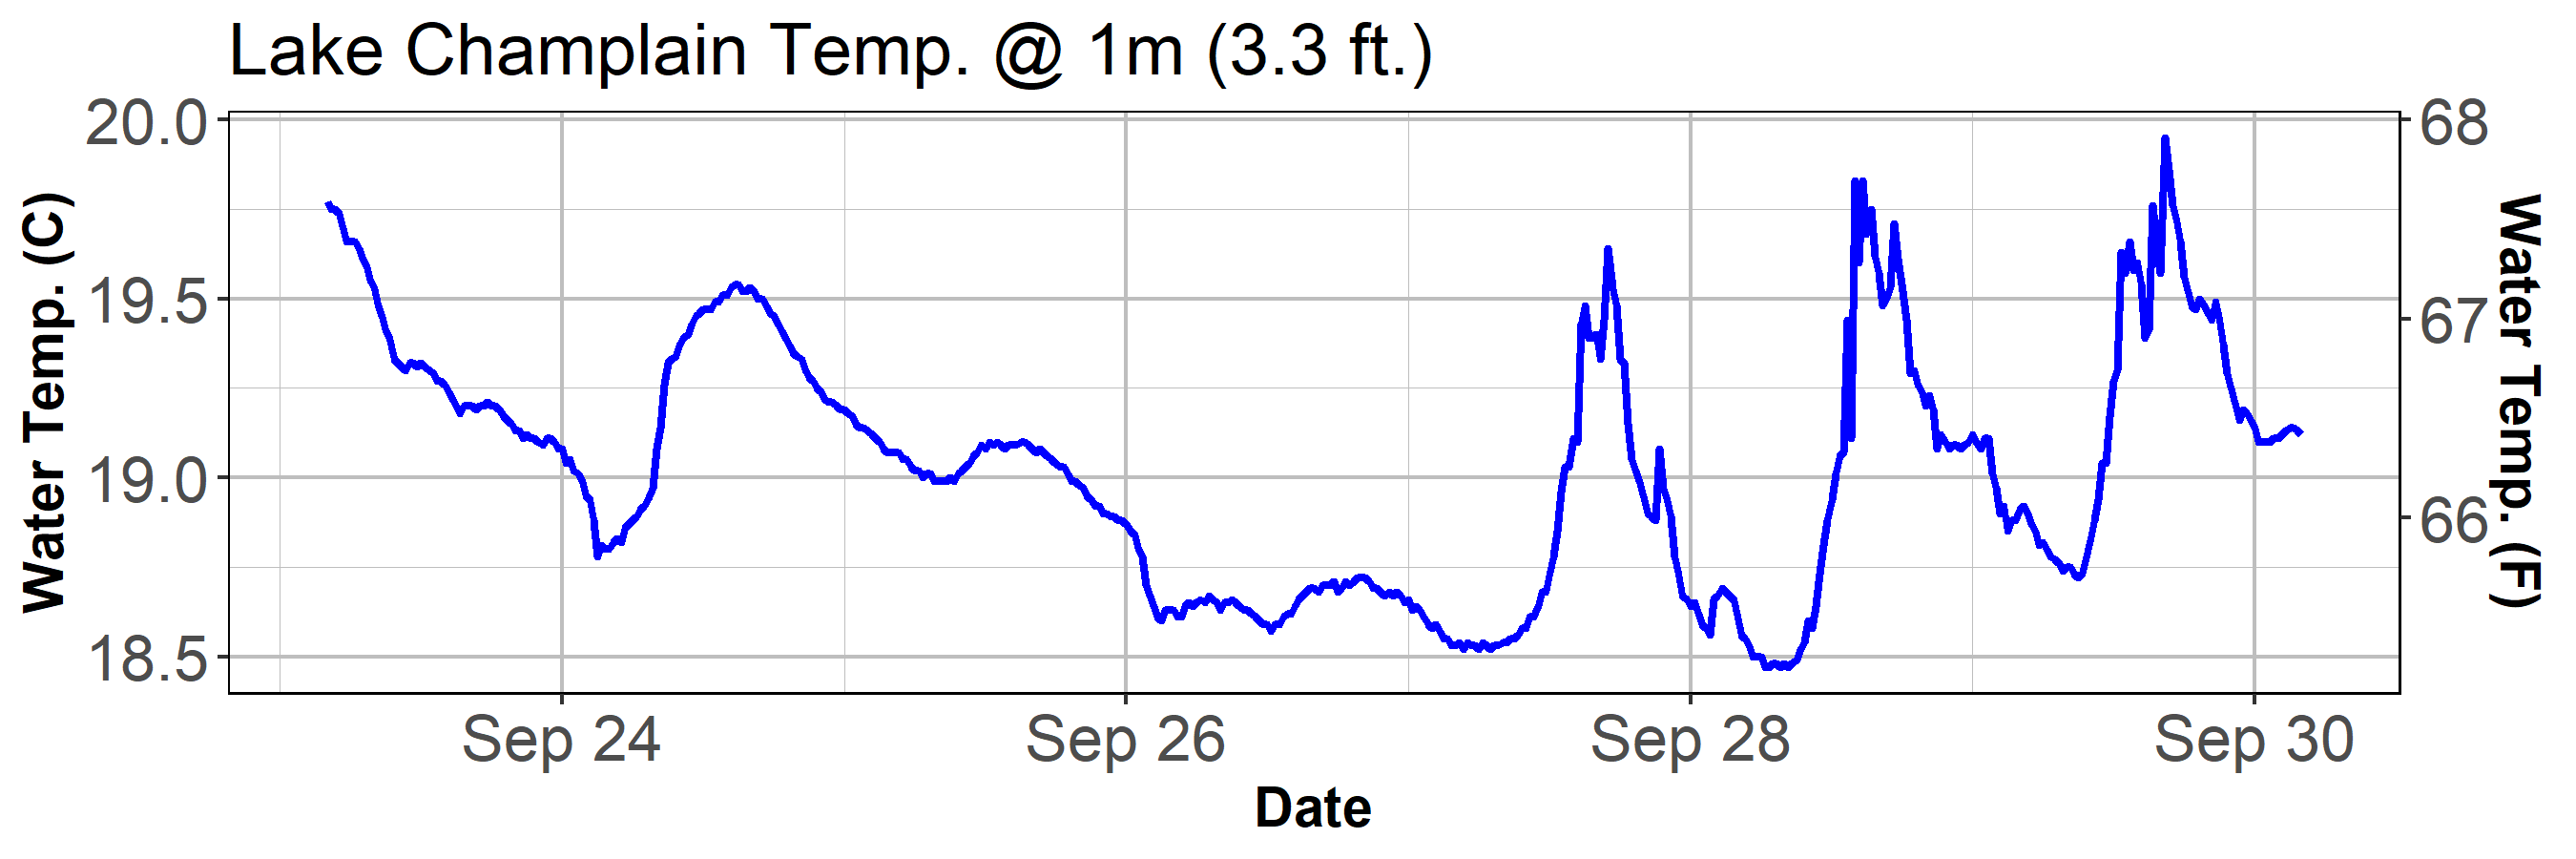 Lake Champlain Temp. @ 1m (3.3 ft.)
Water Temp. (C)
20.0
19.5
19.0
18.5
68
67
66
Water Temp. (F)
Sep 24
Sep 26
Sep 28
Sep 30
Date